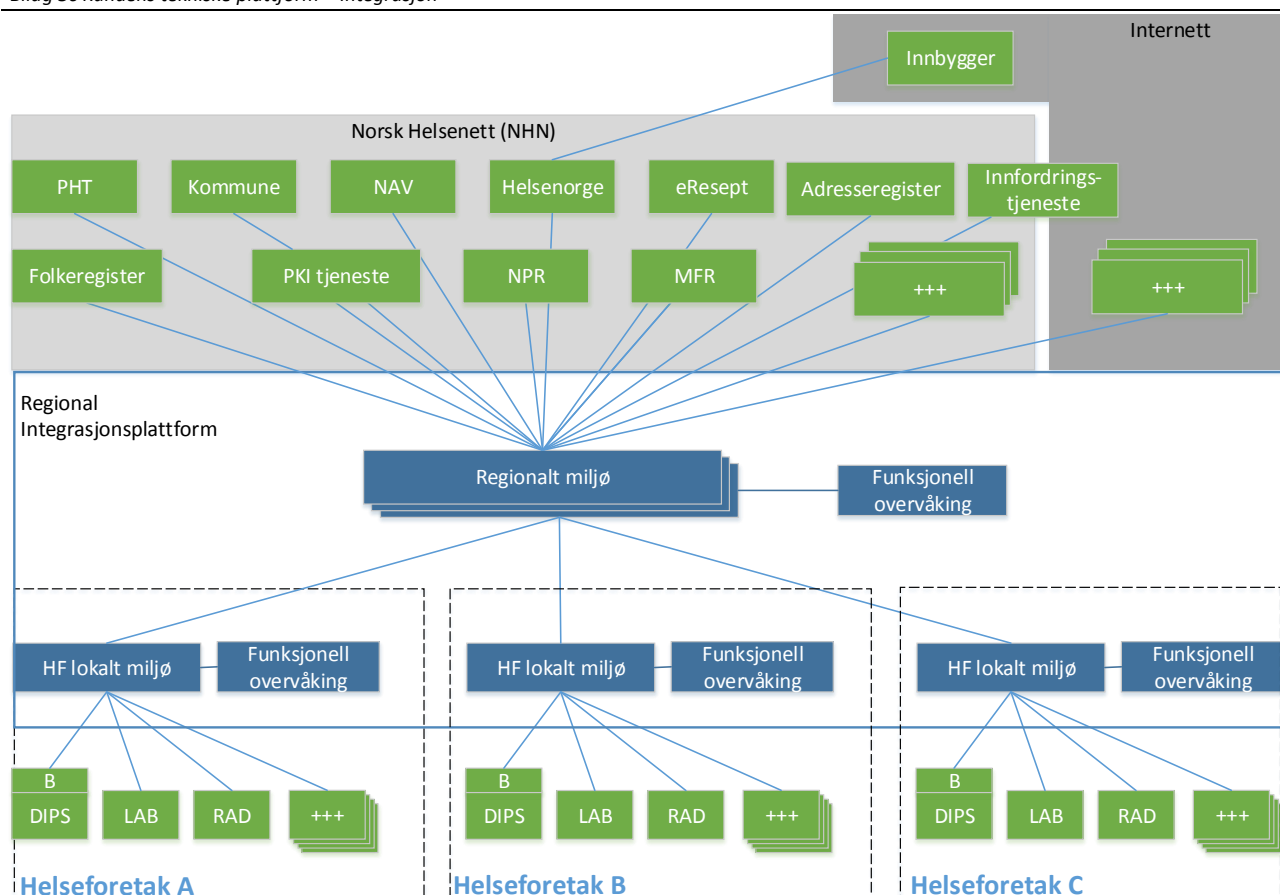 Internett
Innbygger
Norsk Helsenett (NHN)
PHT
Kommune
NAV
Helsenorge
eResept
Adresseregister
Innfordrings-
tjeneste
Folkeregister
PKI tjeneste
NPR
MFR
+++
+++
Regional
Integrasjonsplattform
Regionalt miljø
Funksjonell
overvåking
HF lokalt miljø
Funksjonell
overvåking
HF lokalt miljø
Funksjonell
overvåking
HF lokalt miljø
Funksjonell
overvåking
B
DIPS
LAB
RAD
+++
B
DIPS
LAB
RAD
+++
B
DIPS
LAB
RAD
+++
Helseforetak A
Helseforetak B
Helseforetak C